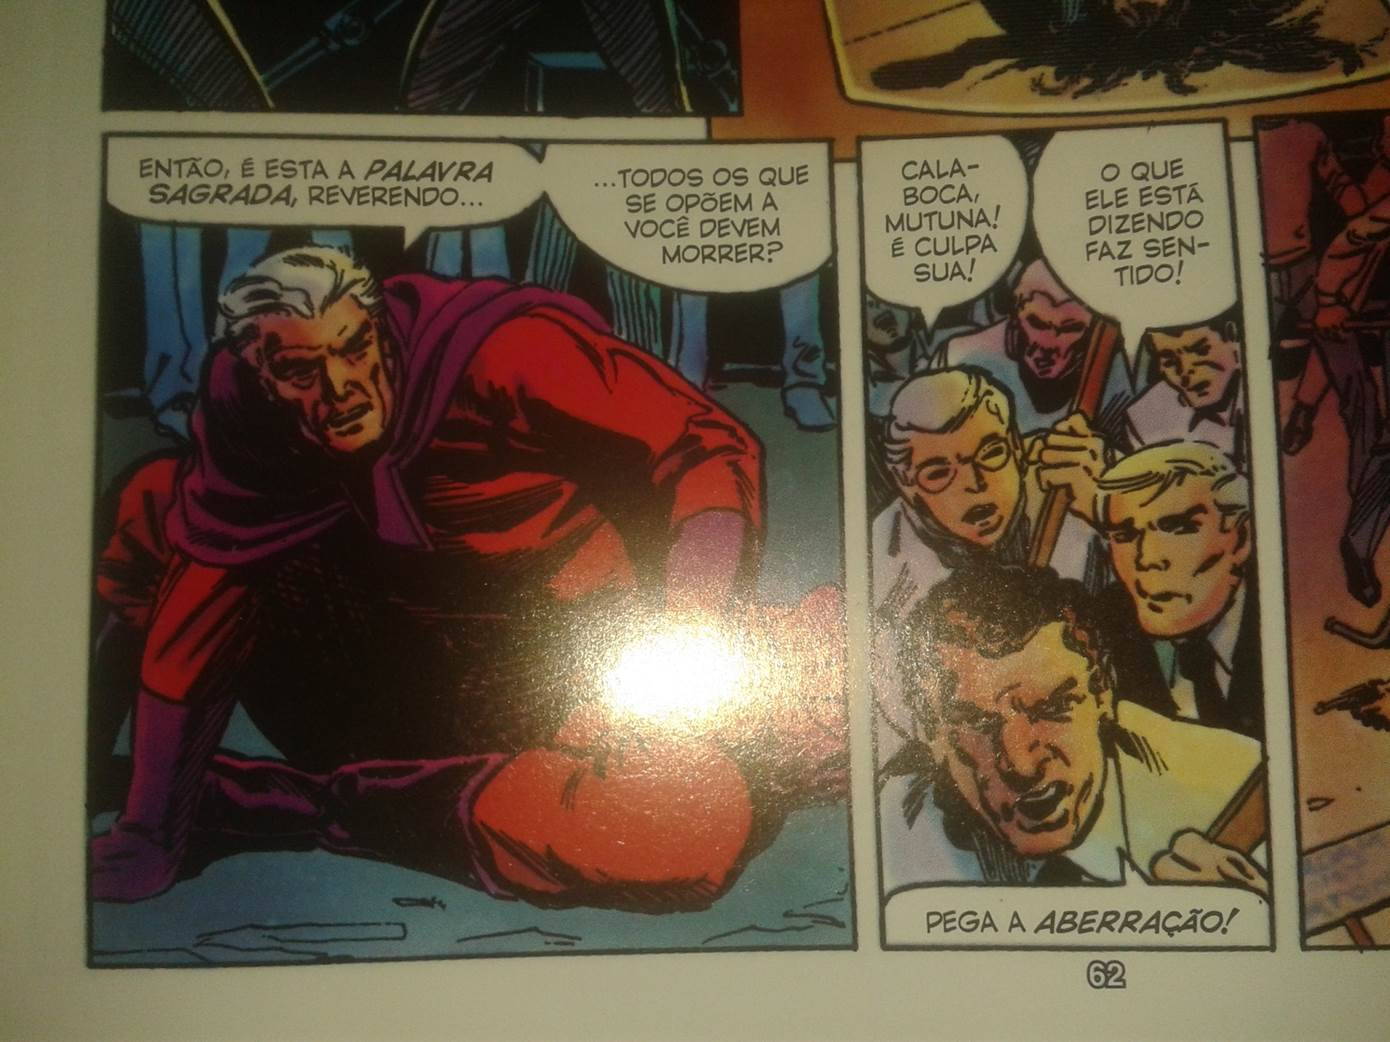 ENTÃO, É ESTA A PALAVRA
SAGRADA, REVERENDO...
...TODOS OS QUE
SE OPÕEM A
VOCÊ DEVEM
MORRER?
CALA-
BOCA,
MUTUNA!
É CULPA
SUA!
O QUE
ELE ESTÁ
DIZENDO
FAZ SEN-
TIDO!
PEGA A ABERRAÇÃO!
62